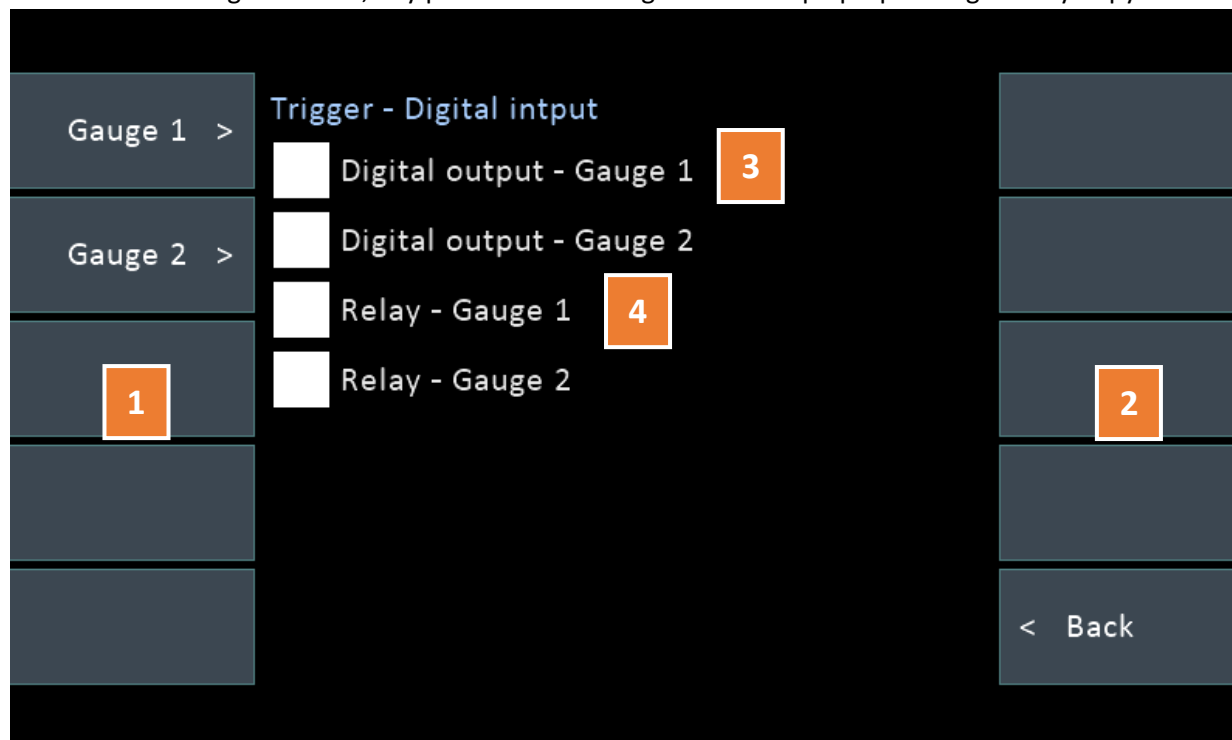 Gauge 1 >
Gauge 2 >
1
Trigger - Digital intput
Digital output - Gauge 1
3
Digital output - Gauge 2
Relay - Gauge 1
4
Relay - Gauge 2
2
< Back